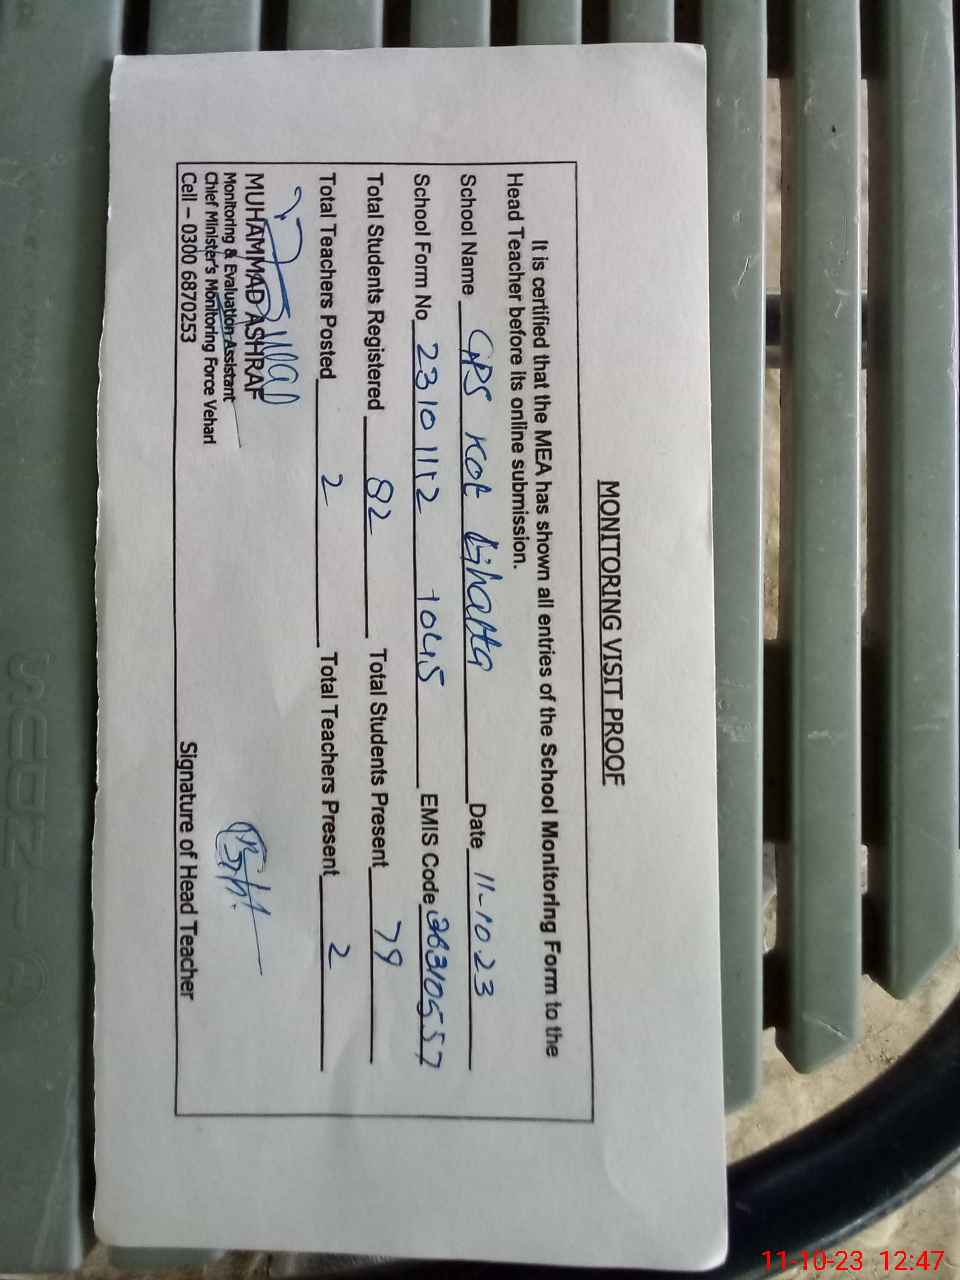 MONITORING VISIT PROOF
It is certified that the MEA has shown all entries of the School Monitoring Form to the
Head Teacher before its online submission.
School Name GPS Kot Date 11-10-23
School Form No 23101112 1045 EMIS Code 36310557
Total Students Registered 82 Total Students Present 79
Total Teachers Posted 2 Total Teachers Present 2
MUHAMMAD ASHRAF
Monitoring & Evaluation Assistant
Chief Minister's Monitoring Force Vehari
Cell – 0300 6870253
Signature of Head Teacher
11-10-23 12:47